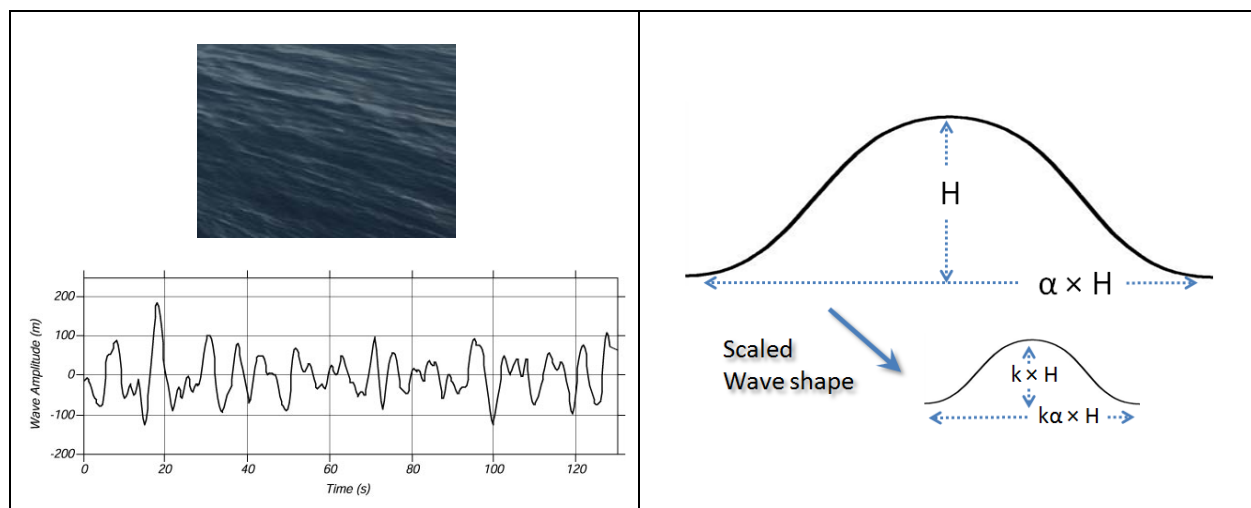 200
100
0
-100
-200
Wave Amplitude (m)
0 20 40 60 80 100 120
Time (s)
H
α × H
Scaled
Wave shape
k × H
kα × H